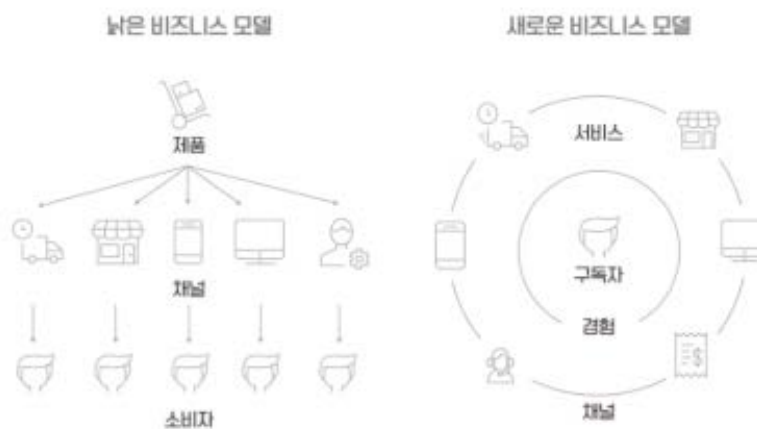 낡은 비즈니스 모델
새로운 비즈니스 모델
제품
채널
소비자
서비스
구독자
경험
채널
$